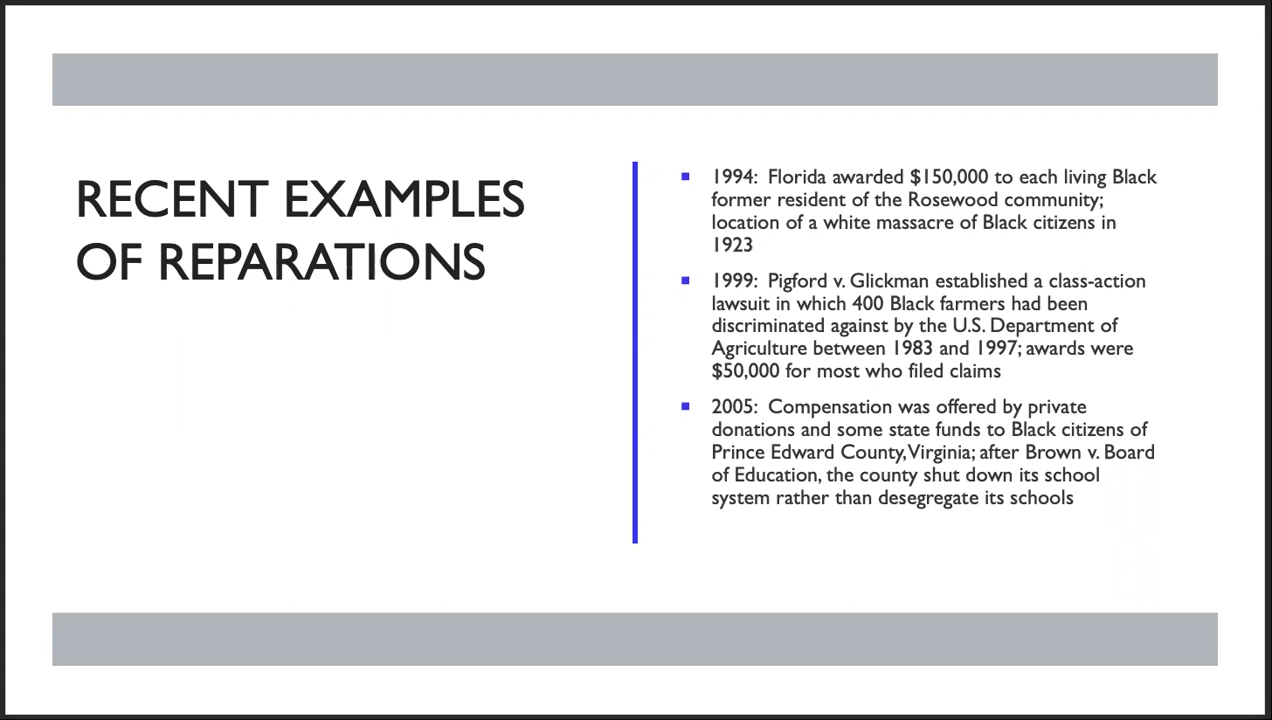 RECENT EXAMPLES
OF REPARATIONS
1994: Florida awarded $150,000 to each living Black
former resident of the Rosewood community;
location of a white massacre of Black citizens in
1923
1999: Pigford v. Glickman established a class-action
lawsuit in which 400 Black farmers had been
discriminated against by the U.S. Department of
Agriculture between 1983 and 1997; awards were
$50,000 for most who filed claims
2005: Compensation was offered by private
donations and some state funds to Black citizens of
Prince Edward County, Virginia; after Brown v. Board
of Education, the county shut down its school
system rather than desegregate its schools